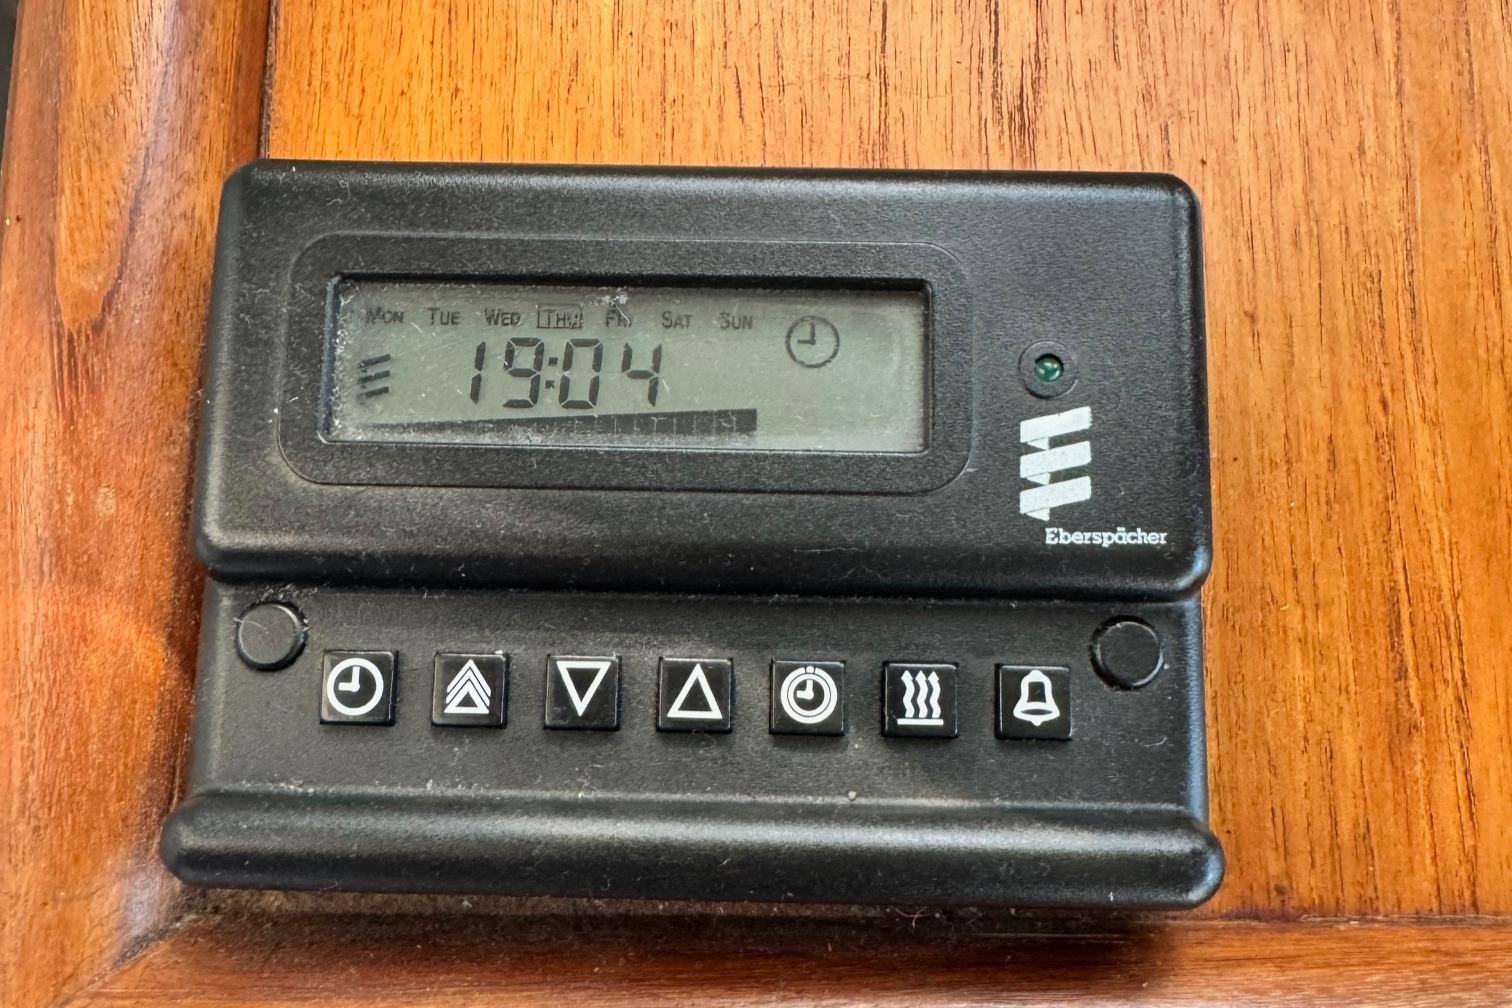 MON TUE WED THU FRI SAT SUN
19:04
Eberspächer